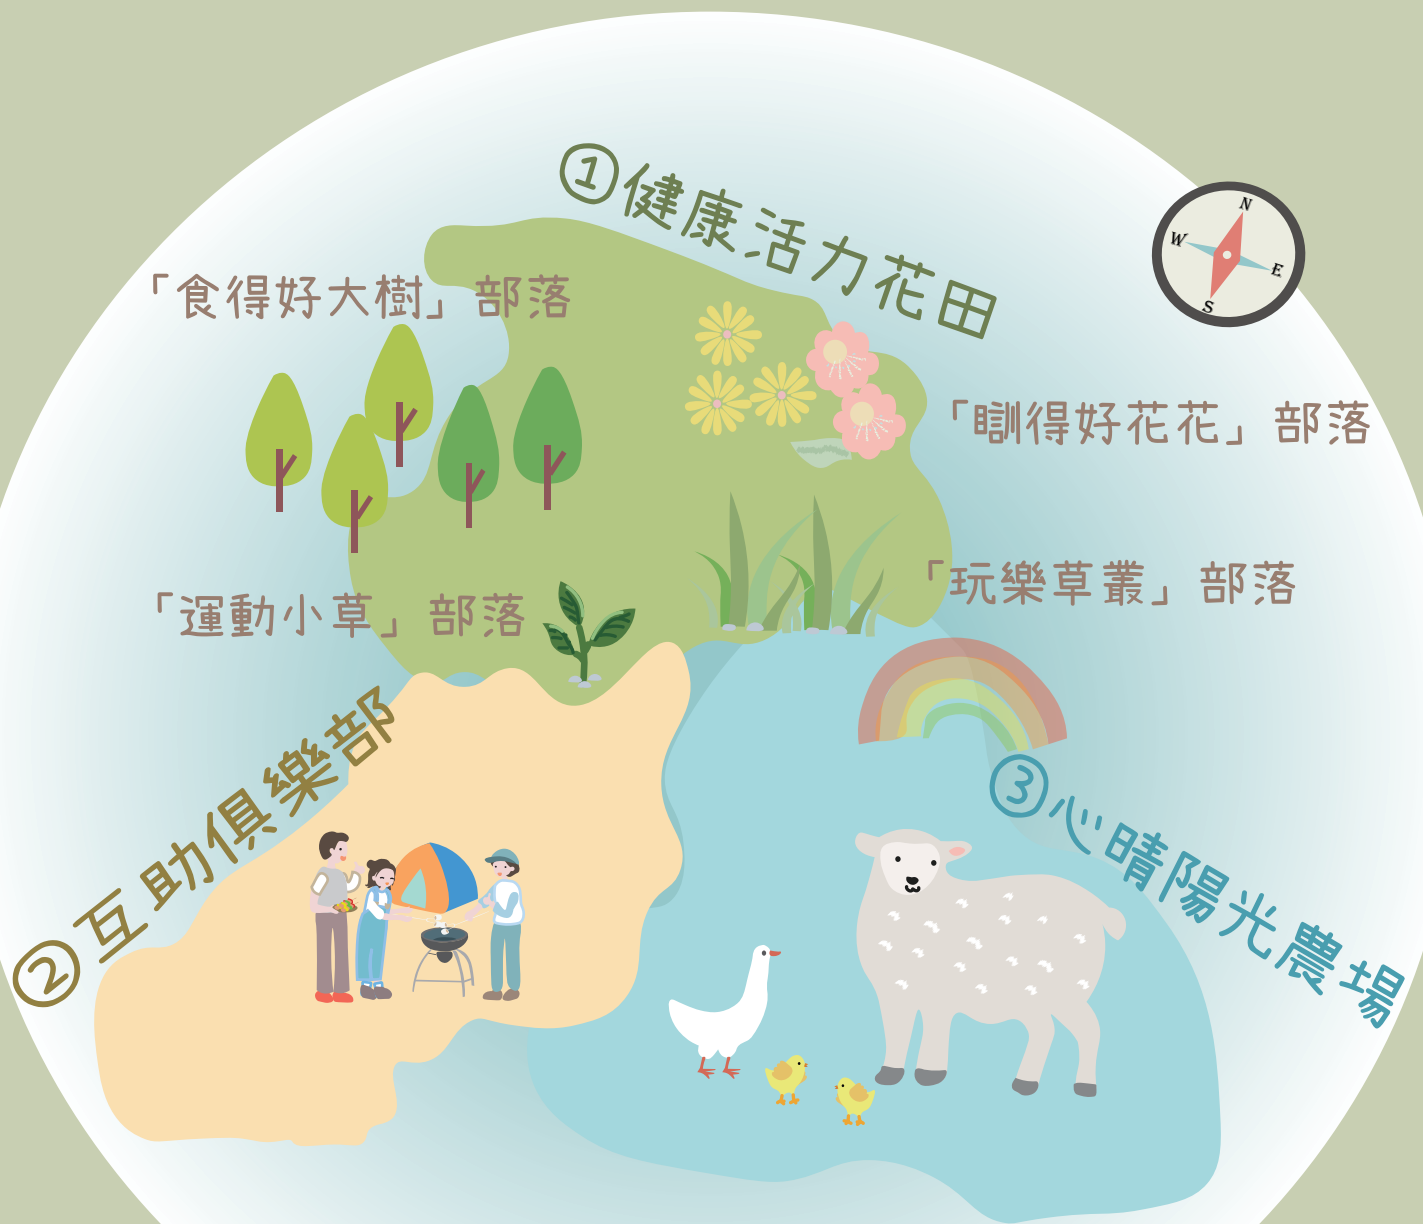 ①健康活力花田
N
W
E
S
「食得好大樹」部落
「瞓得好花花」部落
「玩樂草叢」部落
「運動小草」部落
②互助俱樂部
③心晴陽光農場